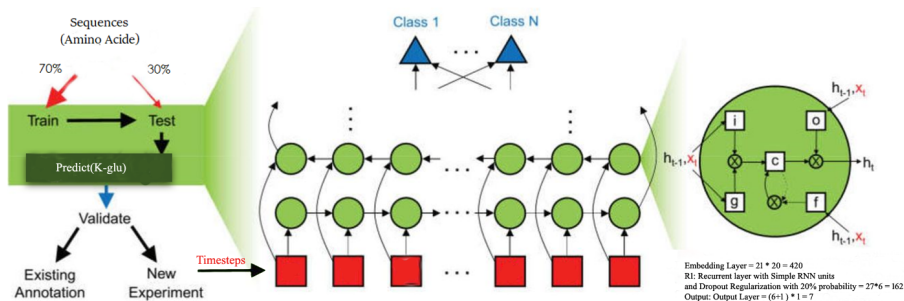 Sequences
(Amino Acide)
70%
30%
Train
Test
Predict(K-glu)
Validate
Existing
Annotation
New
Experiment
Timesteps
Class 1
...
Class N
h_t-1,x_t
i
o
h_t-1,x_t
c
h_t
g
f
h_t-1,x_t
Embedding Layer = 21 * 20 = 420
RI: Recurrent layer with Simple RNN units
and Dropout Regularization with 20% probability = 27*6 = 162
Output: Output Layer = (6+1 ) * 1 = 7